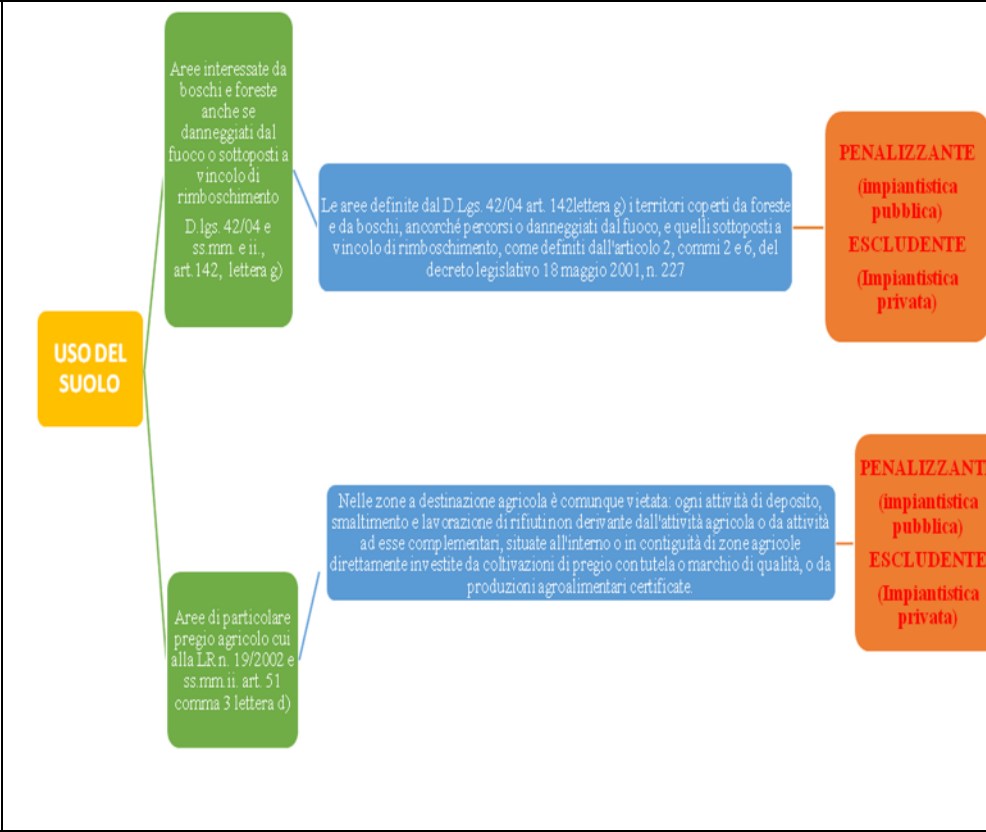 USO DEL
SUOLO
Aree interessate da
boschi e foreste
anche se
danneggiati dal
fuoco o sottoposti a
vincolo di
rimboschimento
D.lgs. 42/04 e
ss.mm. e ii.,
art. 142, lettera g)
Le aree definite dal D.Lgs. 42/04 art. 142lettera g) i territori coperti da foreste
e da boschi, ancorché percorsi o danneggiati dal fuoco, e quelli sottoposti a
vincolo di rimboschimento, come definiti dall'articolo 2, commi 2 e 6, del
decreto legislativo 18 maggio 2001, n. 227
PENALIZZANTE
(impiantistica
pubblica)
ESCLUDENTE
(Impiantistica
privata)
Aree di particolare
pregio agricolo cui
alla LR n. 19/2002 e
ss.mm.ii. art. 51
comma 3 lettera d)
Nelle zone a destinazione agricola è comunque vietata: ogni attività di deposito,
smaltimento e lavorazione di rifiuti non derivante dall'attività agricola o da attività
ad esse complementari, situate all'interno o in contiguità di zone agricole
direttamente investite da coltivazioni di pregio con tutela o marchio di qualità, o da
produzioni agroalimentari certificate.
PENALIZZANTE
(impiantistica
pubblica)
ESCLUDENTE
(Impiantistica
privata)